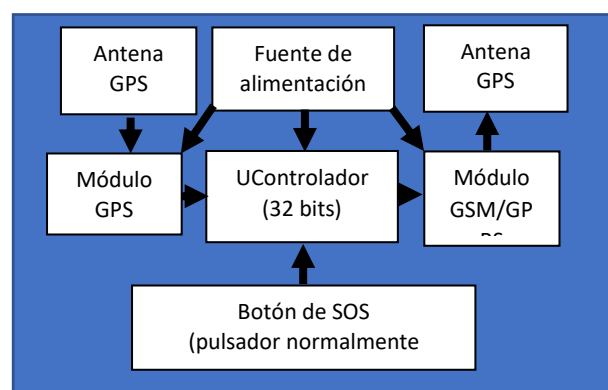 Antena
GPS
Fuente de
alimentación
Antena
GPS
Módulo
GPS
UControlador
(32 bits)
Módulo
GSM/GP
Botón de SOS
(pulsador normalmente